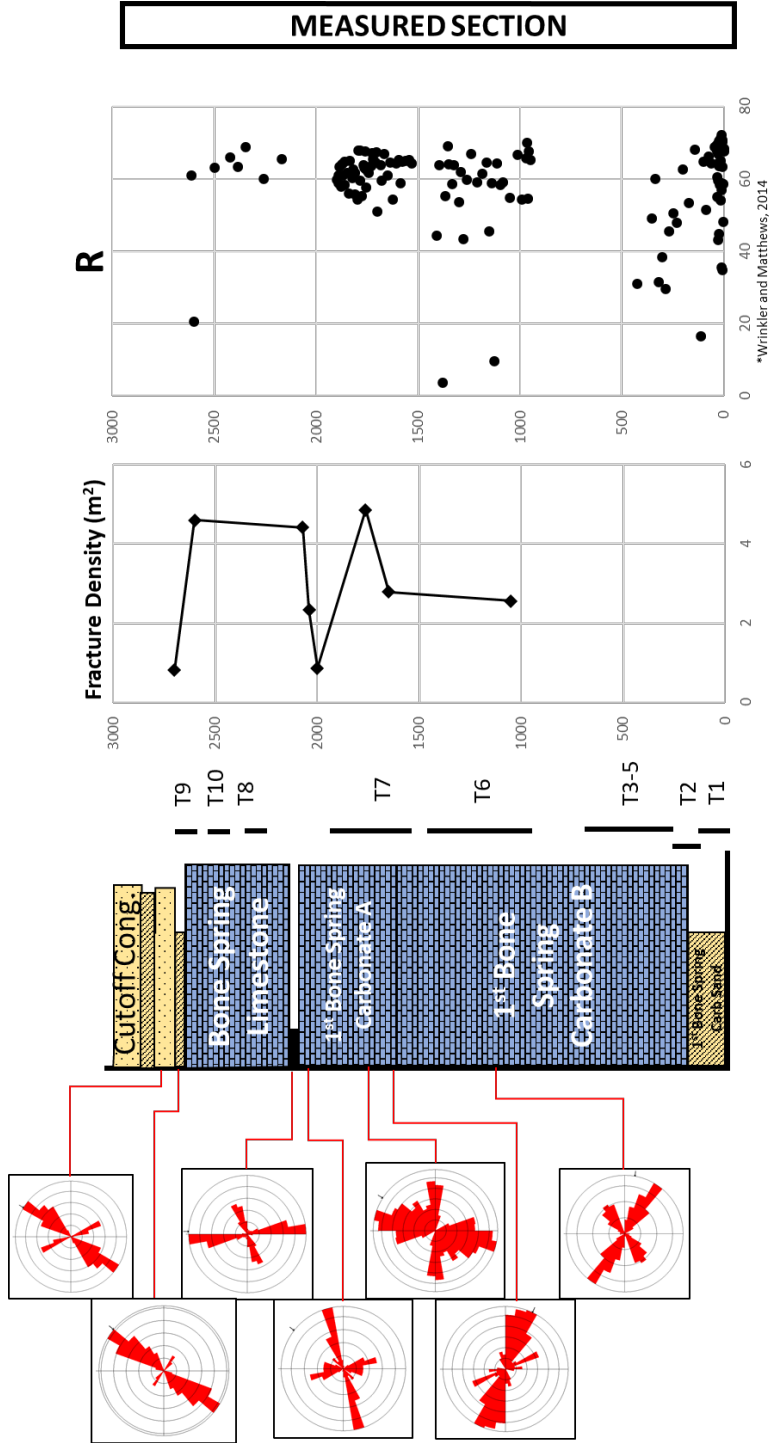 MEASURED SECTION
R
80
60
40
20
0
3000
2500
2000
1500
1000
500
0
*Wrinkler and Matthews, 2014
Fracture Density (m²)
6
4
2
0
3000
2500
2000
1500
1000
500
0
T9
T10
T8
T7
T6
T3-5
T2
T1
Cutoff Cong.
Bone Spring
Limestone
1st Bone Spring
Carbonate A
1st Bone
Spring
Carbonate B
1st Bone Spring
Carb Sand